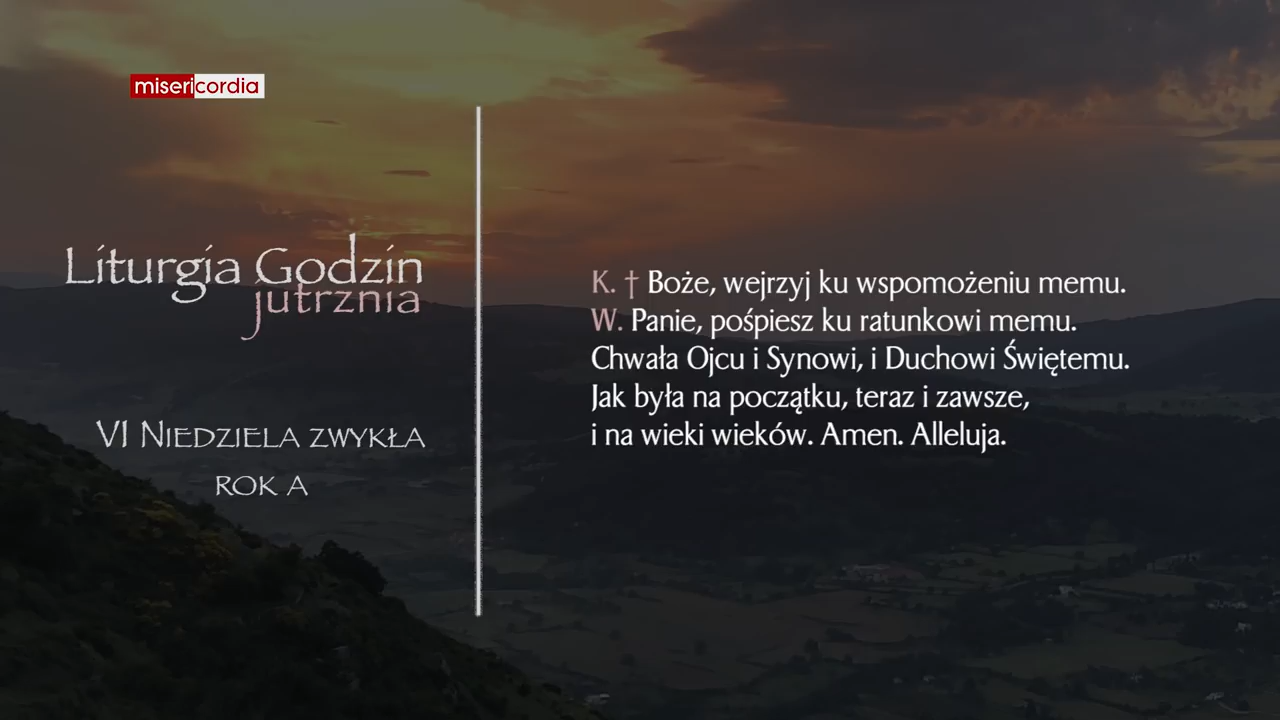 misericordia
Liturgia Godzin
jutrznia
VI NIEDZIELA ZWYKŁA
ROK A
K. † Boże, wejrzyj ku wspomożeniu memu.
W. Panie, pośpiesz ku ratunkowi memu.
Chwała Ojcu i Synowi, i Duchowi Świętemu.
Jak była na początku, teraz i zawsze,
i na wieki wieków. Amen. Alleluja.